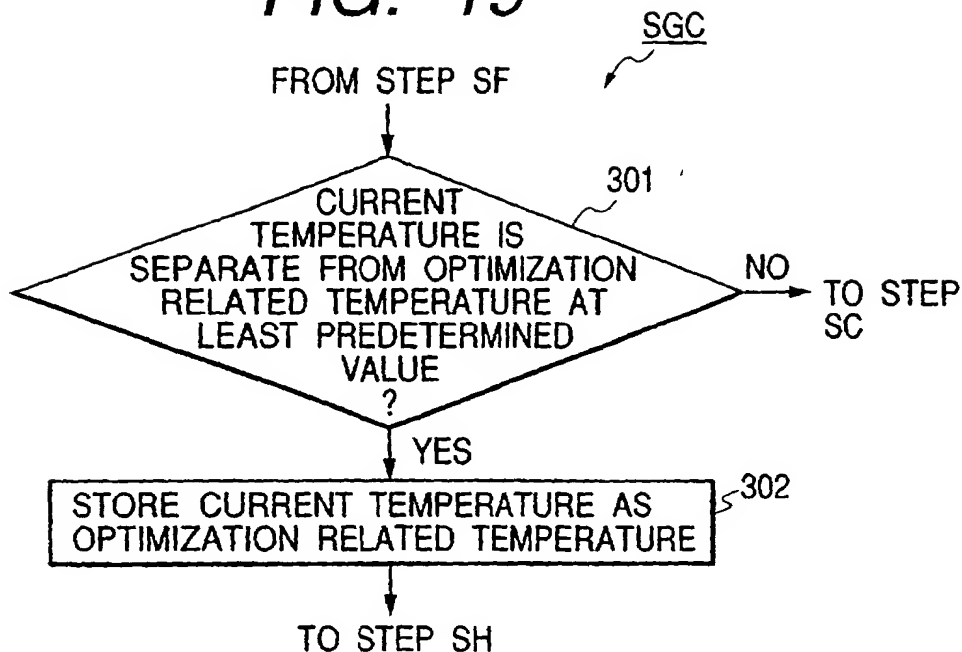 FIG.
SGC
FROM STEP SF
301
CURRENT
TEMPERATURE IS
SEPARATE FROM OPTIMIZATION
RELATED TEMPERATURE AT
LEAST PREDETERMINED
VALUE
?
NO
TO STEP
SC
YES
STORE CURRENT TEMPERATURE AS
OPTIMIZATION RELATED TEMPERATURE
302
TO STEP SH